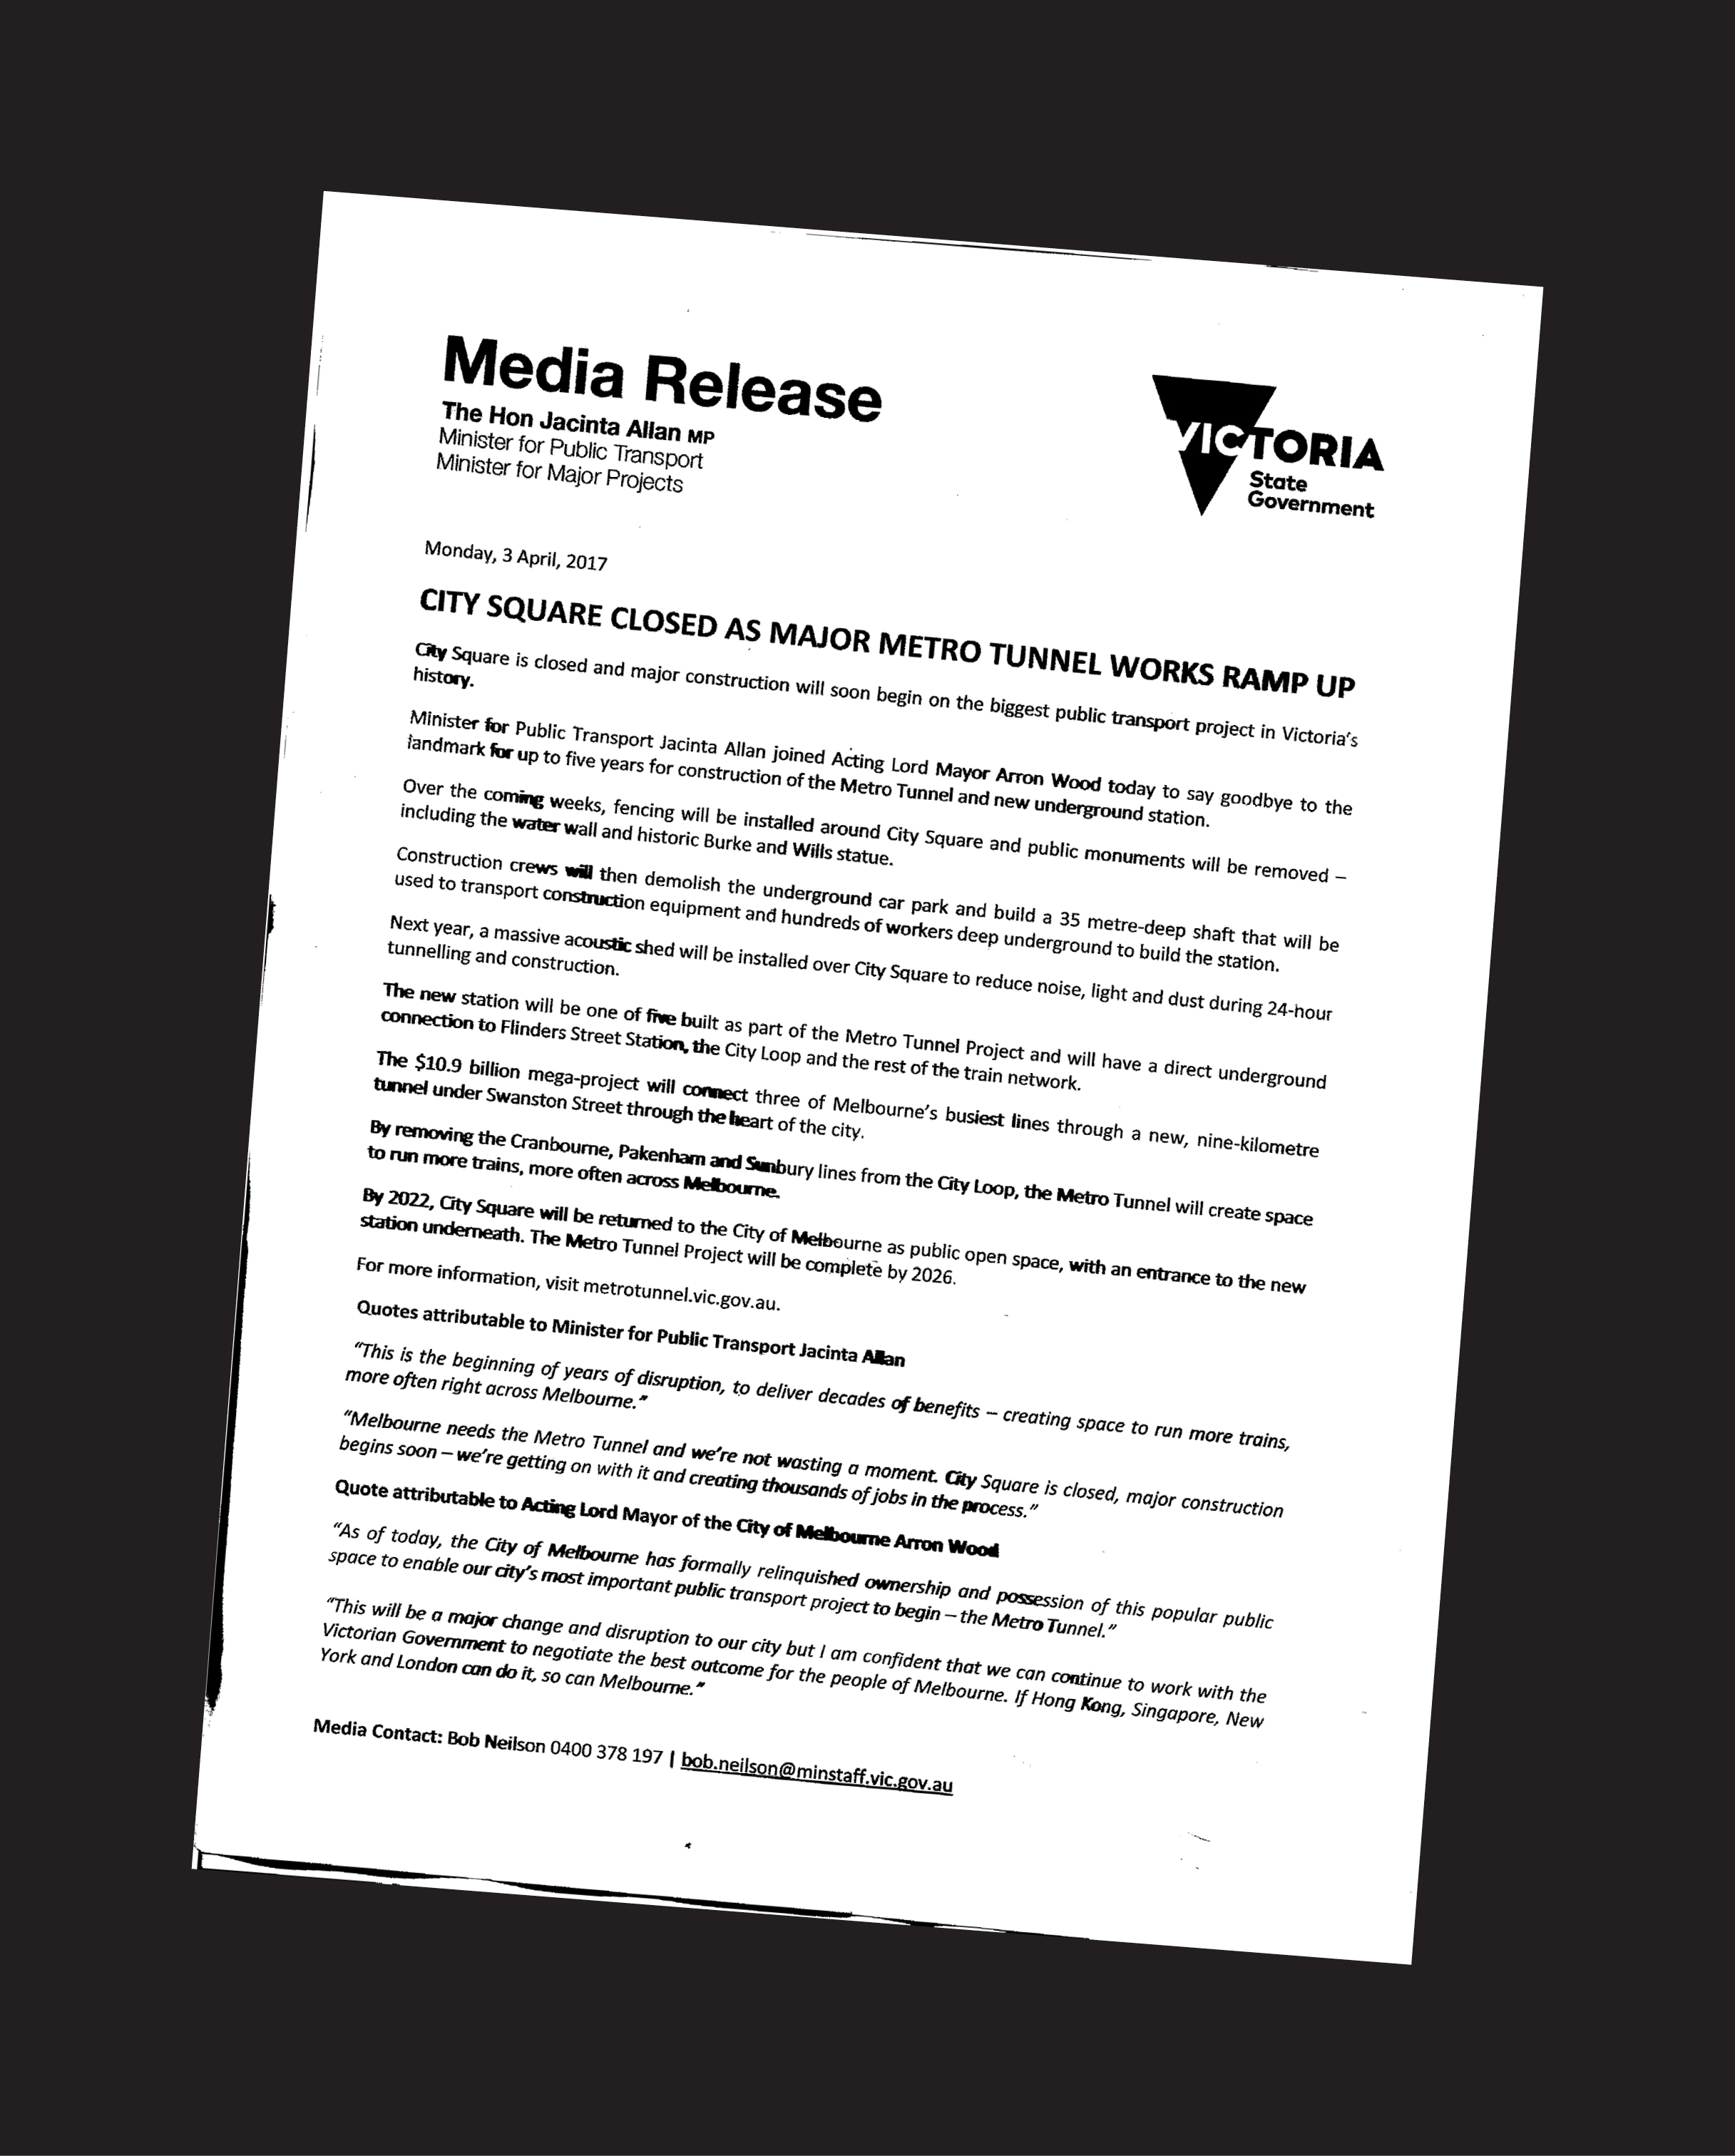 Media Release
The Hon Jacinta Allan MP
Minister for Public Transport
Minister for Major Projects
VICTORIA
State
Government
Monday, 3 April, 2017
CITY SQUARE CLOSED AS MAJOR METRO TUNNEL WORKS RAMP UP
City Square is closed and major construction will soon begin on the biggest public transport project in Victoria's
history.
Minister for Public Transport Jacinta Allan joined Acting Lord Mayor Arron Wood today to say goodbye to the
landmark for up to five years for construction of the Metro Tunnel and new underground station.
Over the coming weeks, fencing will be installed around City Square and public monuments will be removed –
including the water wall and historic Burke and Wills statue.
Construction crews will then demolish the underground car park and build a 35 metre-deep shaft that will be
used to transport construction equipment and hundreds of workers deep underground to build the station.
Next year, a massive acoustic shed will be installed over City Square to reduce noise, light and dust during 24-hour
tunnelling and construction.
The new station will be one of five built as part of the Metro Tunnel Project and will have a direct underground
connection to Flinders Street Station, the City Loop and the rest of the train network.
The $10.9 billion mega-project will connect three of Melbourne's busiest lines through a new, nine-kilometre
tunnel under Swanston Street through the heart of the city.
By removing the Cranbourne, Pakenham and Sunbury lines from the City Loop, the Metro Tunnel will create space
to run more trains, more often across Melbourne.
By 2022, City Square will be returned to the City of Melbourne as public open space, with an entrance to the new
station underneath. The Metro Tunnel Project will be complete by 2026.
For more information, visit metrotunnel.vic.gov.au.
Quotes attributable to Minister for Public Transport Jacinta Allan
"This is the beginning of years of disruption, to deliver decades of benefits – creating space to run more trains,
more often right across Melbourne."
"Melbourne needs the Metro Tunnel and we're not wasting a moment. City Square is closed, major construction
begins soon – we're getting on with it and creating thousands of jobs in the process."
Quote attributable to Acting Lord Mayor of the City of Melbourne Arron Wood
"As of today, the City of Melbourne has formally relinquished ownership and possession of this popular public
space to enable our city's most important public transport project to begin – the Metro Tunnel."
"This will be a major change and disruption to our city but I am confident that we can continue to work with the
Victorian Government to negotiate the best outcome for the people of Melbourne. If Hong Kong, Singapore, New
York and London can do it, so can Melbourne."
Media Contact: Bob Neilson 0400 378 197 | bob.neilson@minstaff.vic.gov.au